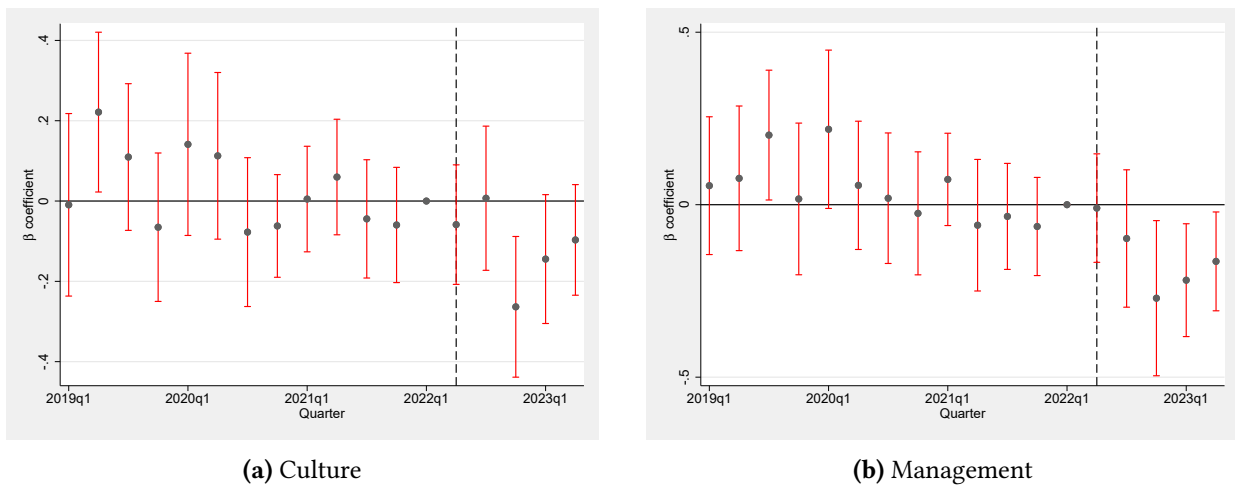 .4
.2
0
-.2
-.4
β coefficient
2019q1 2020q1 2021q1 2022q1 2023q1
Quarter
(a) Culture
.5
0
-.5
β coefficient
2019q1 2020q1 2021q1 2022q1 2023q1
Quarter
(b) Management